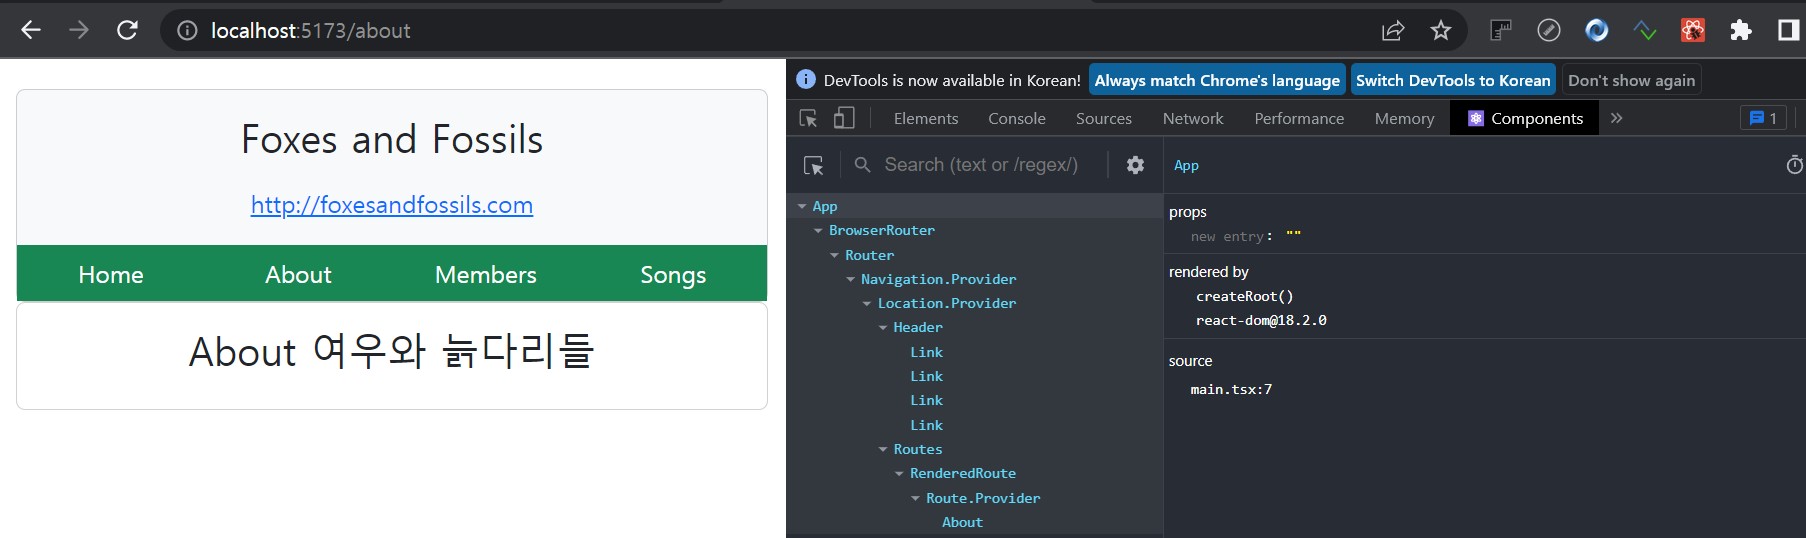 localhost:5173/about
Foxes and Fossils
http://foxesandfossils.com
Home About Members Songs
About 여우와 늙다리들
DevTools is now available in Korean! Always match Chrome's language Switch DevTools to Korean Don't show again
Elements Console Sources Network Performance Memory Components » 1
Search (text or /regex/)
App
BrowserRouter
Router
Navigation.Provider
Location.Provider
Header
Link
Link
Link
Link
Routes
RenderedRoute
Route.Provider
About
App
props
new entry: ""
rendered by
createRoot()
react-dom@18.2.0
source
main.tsx:7